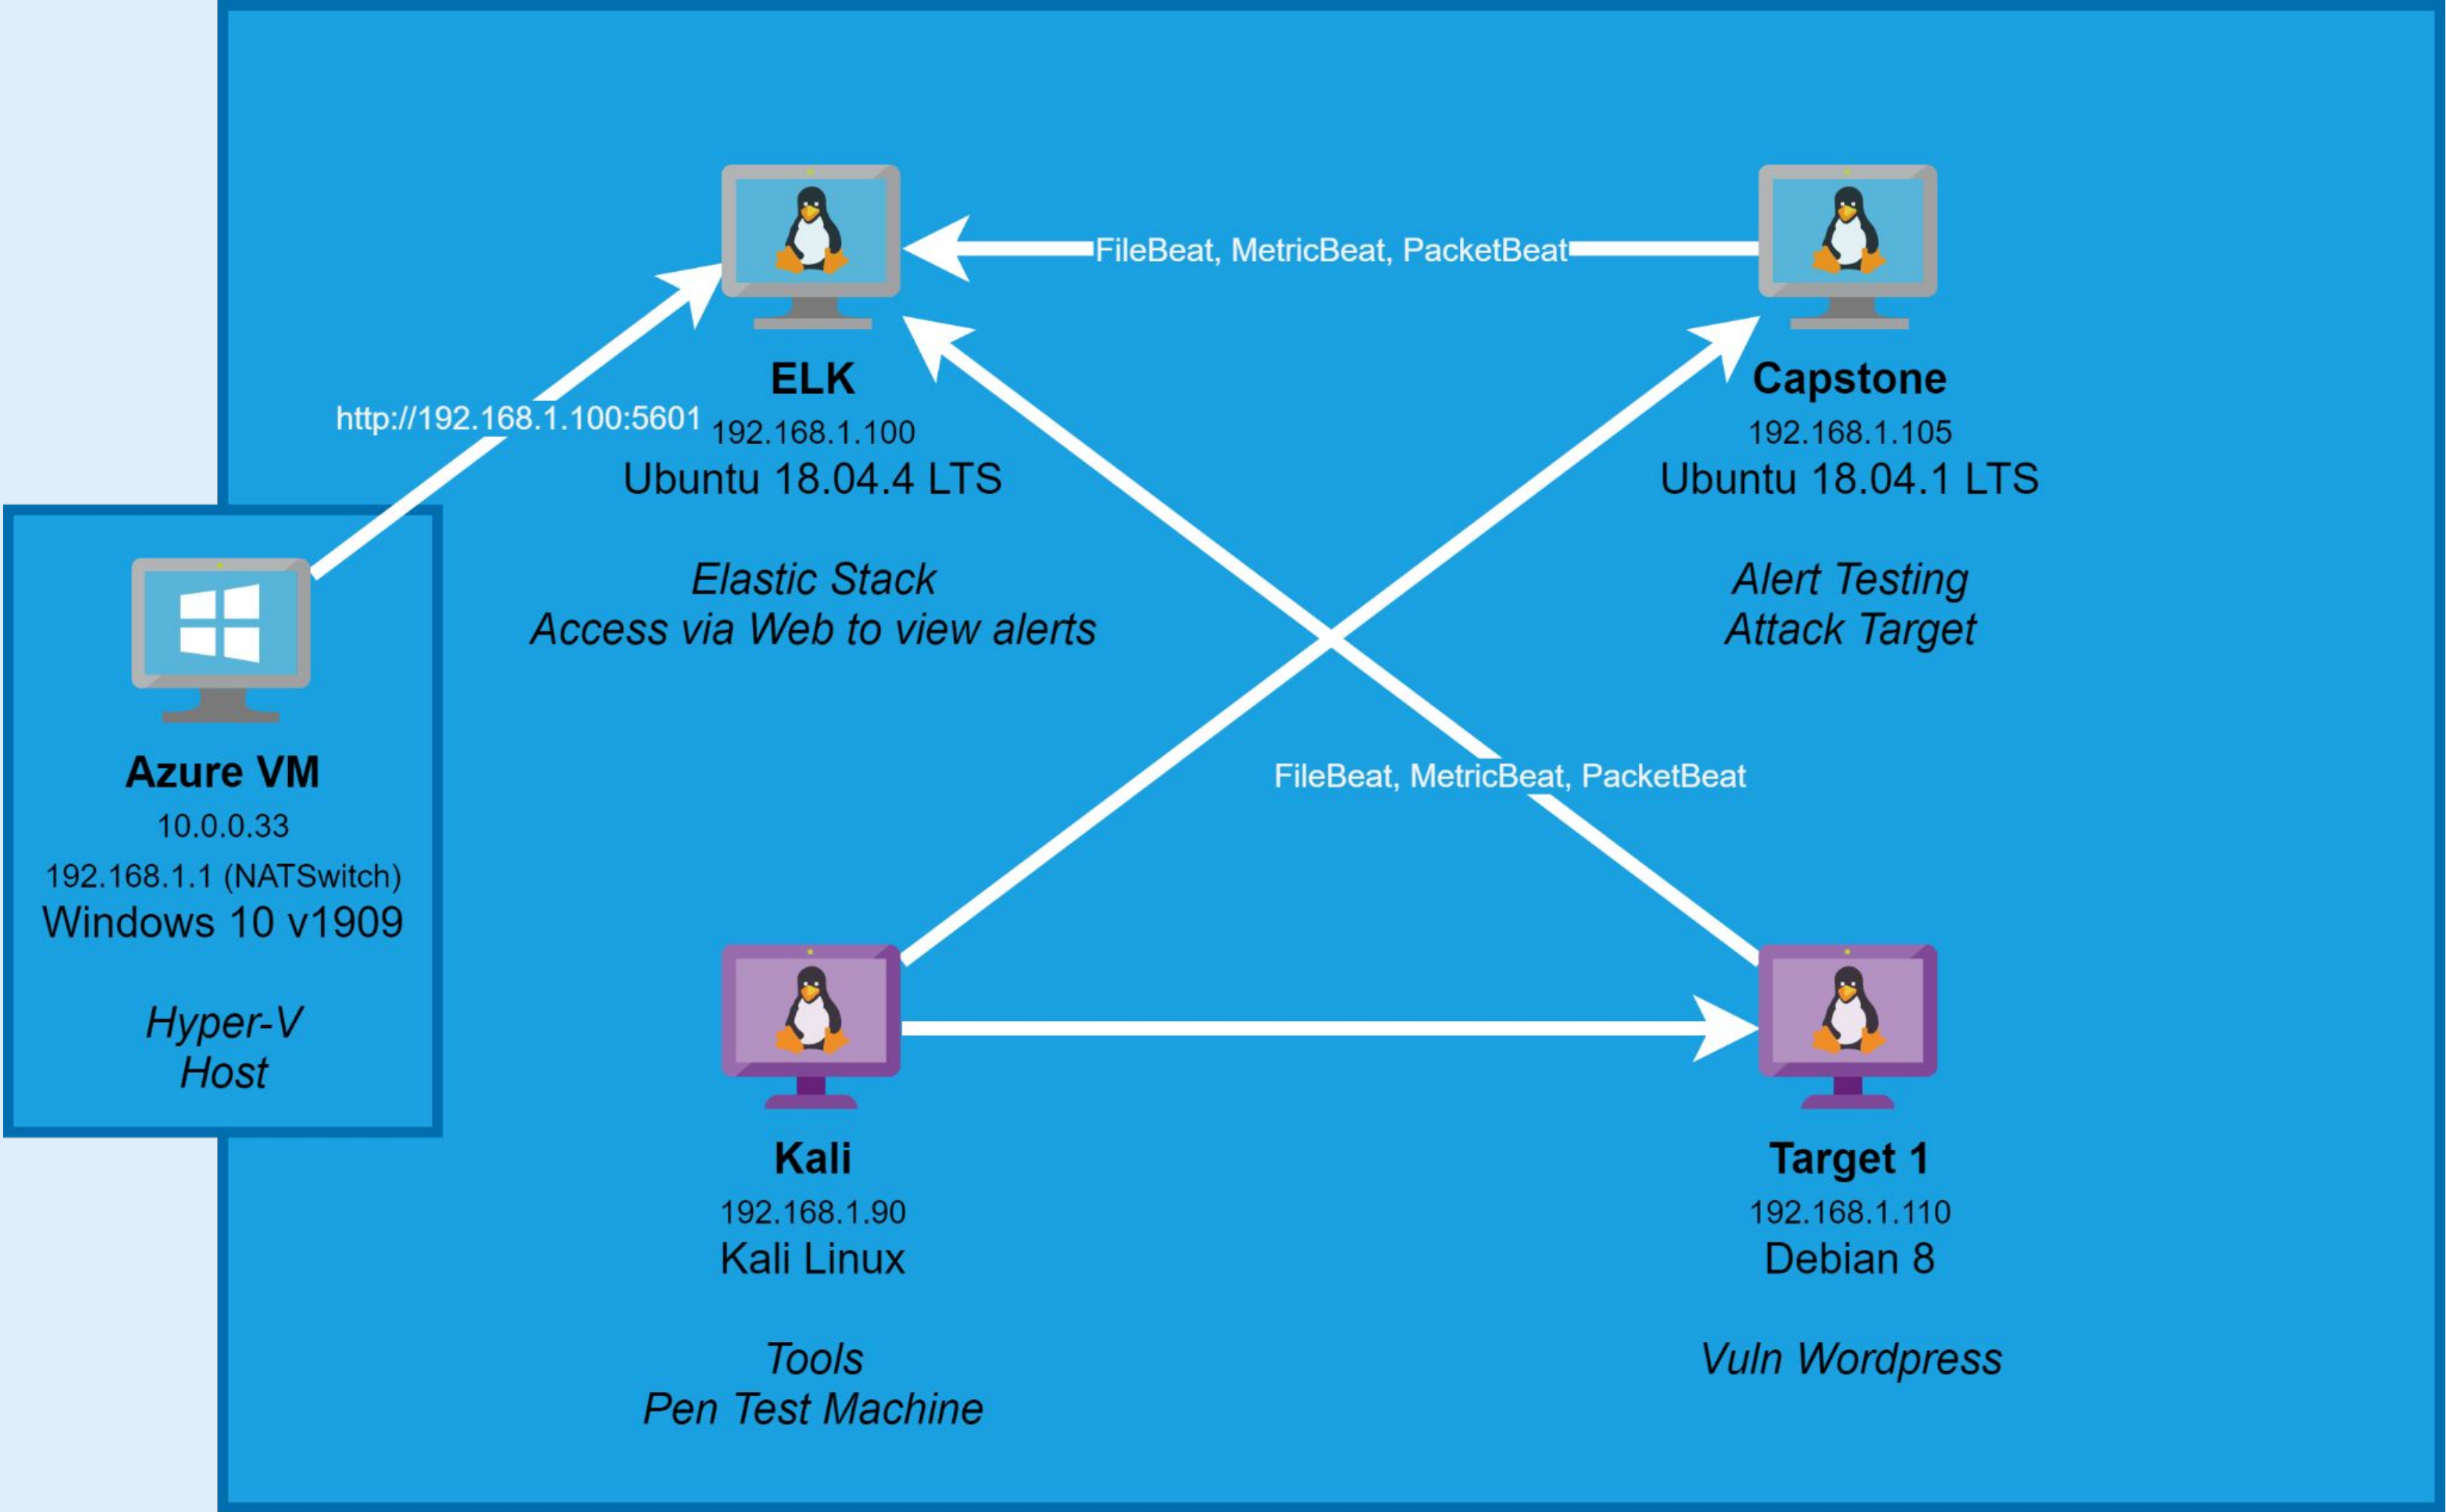 FileBeat, MetricBeat, PacketBeat
ELK
192.168.1.100
Ubuntu 18.04.4 LTS
Elastic Stack
Access via Web to view alerts
Capstone
192.168.1.105
Ubuntu 18.04.1 LTS
Alert Testing
Attack Target
http://192.168.1.100:5601
Azure VM
10.0.0.33
192.168.1.1 (NATSwitch)
Windows 10 v1909
Hyper-V
Host
FileBeat, MetricBeat, PacketBeat
Kali
192.168.1.90
Kali Linux
Tools
Pen Test Machine
Target 1
192.168.1.110
Debian 8
Vuln Wordpress